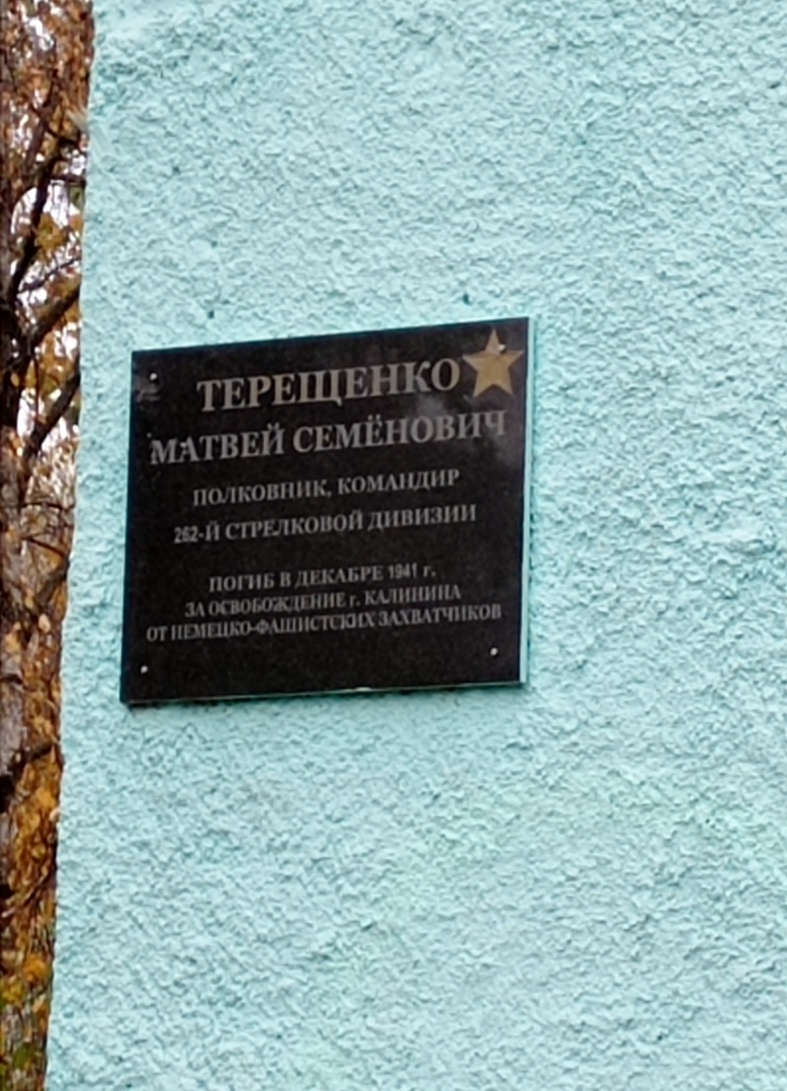 ТЕРЕЩЕНКО
МАТВЕЙ СЕМЁНОВИЧ
ПОЛКОВНИК, КОМАНДИР
262-Й СТРЕЛКОВОЙ ДИВИЗИИ
ПОГИБ В ДЕКАБРЕ 1941 г.
ЗА ОСВОБОЖДЕНИЕ г. КАЛИНИНА
ОТ НЕМЕЦКО-ФАШИСТСКИХ ЗАХВАТЧИКОВ